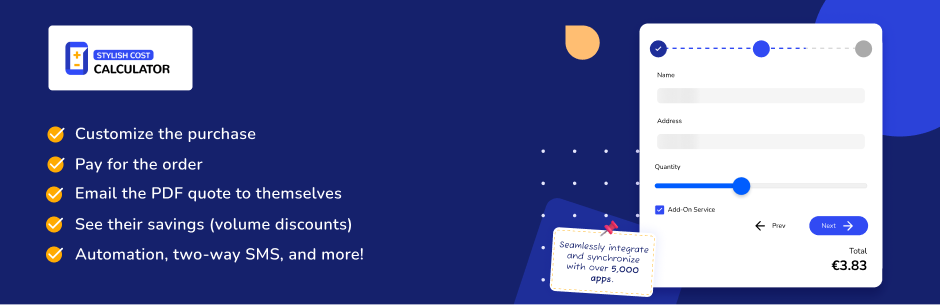 STYLISH COST
CALCULATOR
Customize the purchase
Pay for the order
Email the PDF quote to themselves
See their savings (volume discounts)
Automation, two-way SMS, and more!
Seamlessly integrate
and synchronize
with over 5,000
apps.
Name
Address
Quantity
Add-On Service
Prev
Next
Total
€3.83